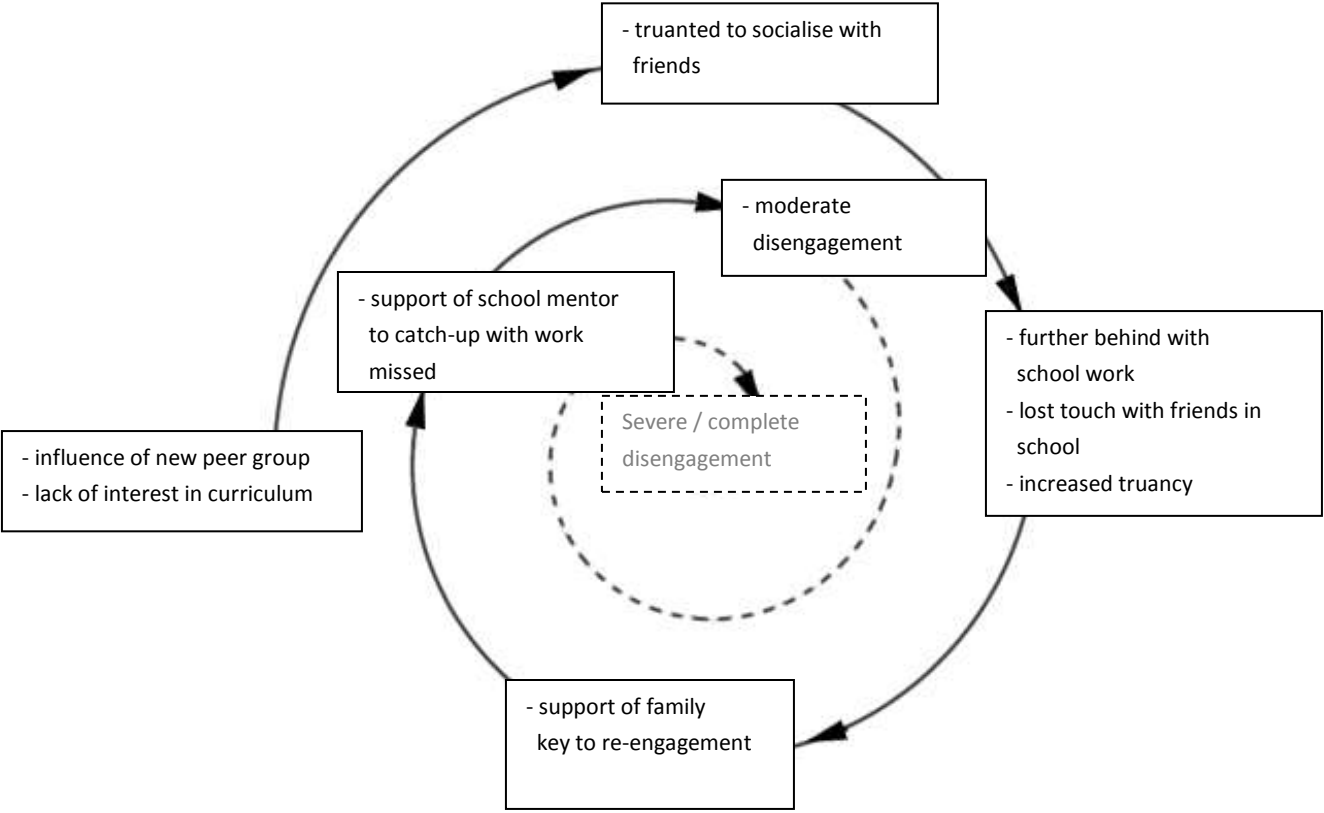 - truanted to socialise with
friends
- moderate
disengagement
- support of school mentor
to catch-up with work
missed
- further behind with
school work
- lost touch with friends in
school
- increased truancy
Severe / complete
disengagement
- influence of new peer group
- lack of interest in curriculum
- support of family
key to re-engagement